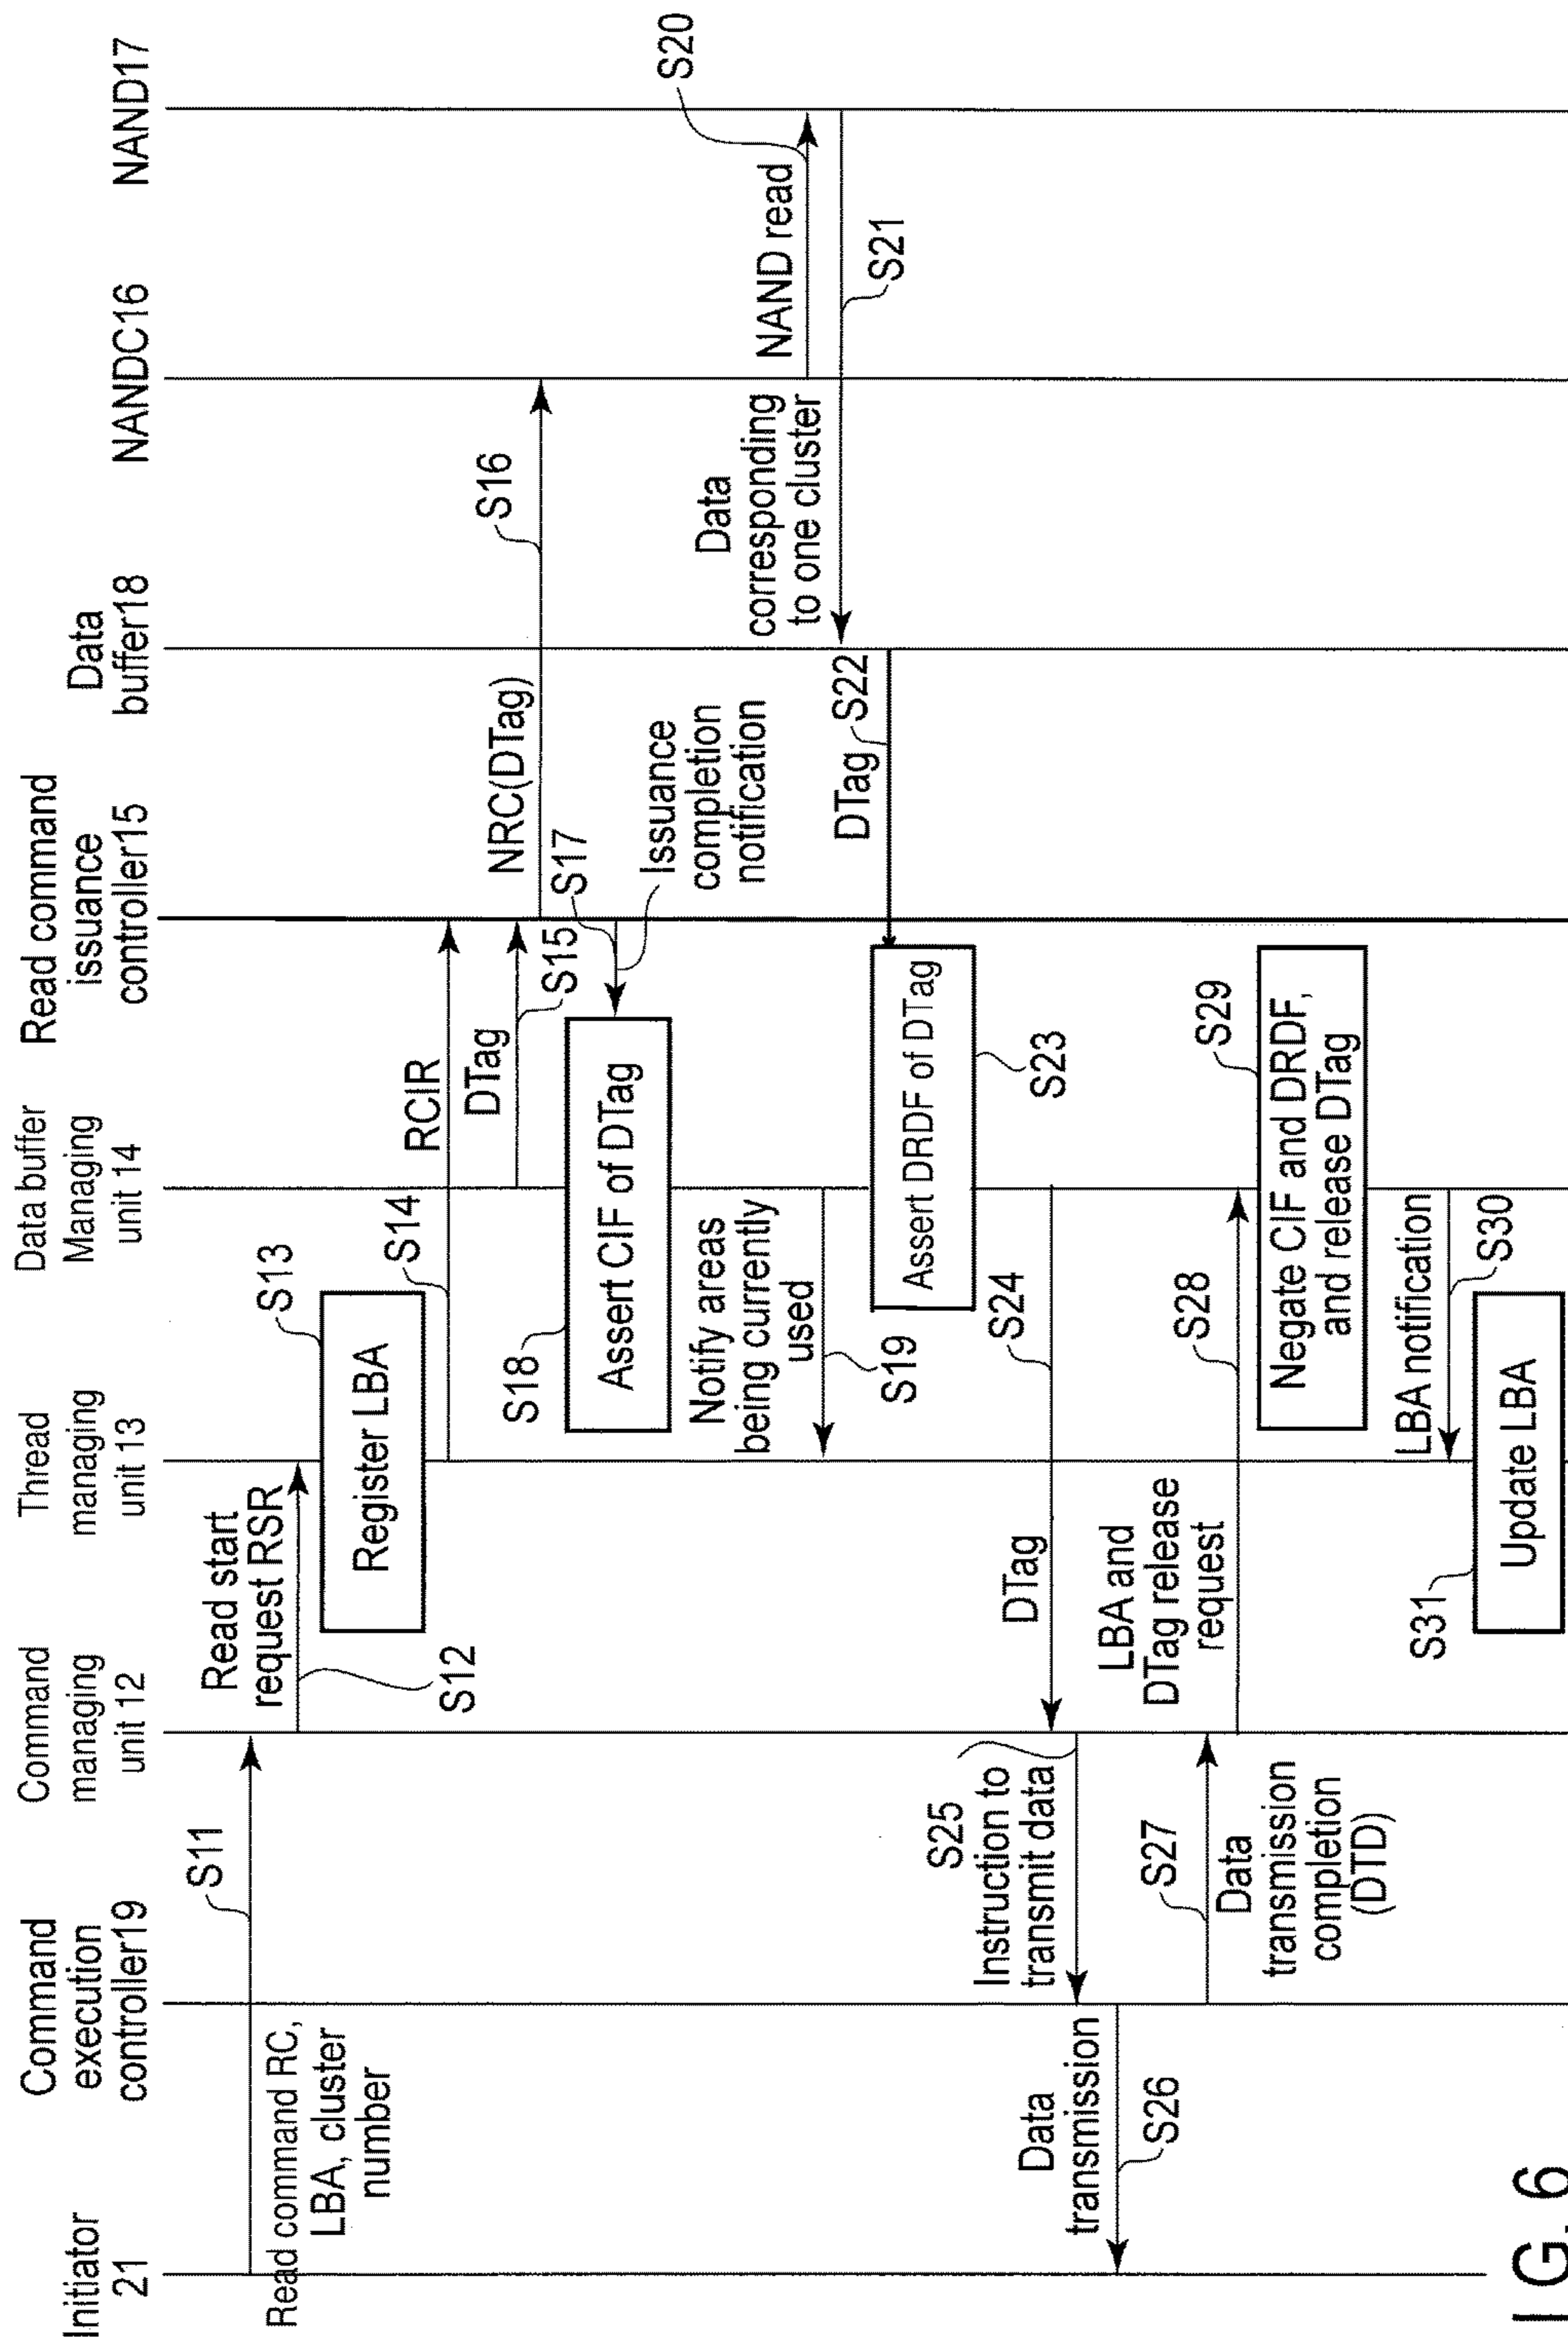 Initiator
21
Command
execution
controller19
Command
managing
unit 12
Thread
managing
unit 13
Data buffer
Managing
unit 14
Read command
issuance
controller15
Data
buffer18
NANDC16
NAND17
S11
Read command RC,
LBA, cluster
number
Read start
request RSR
S12
S13
Register LBA
S14
RCIR
DTag
S15
NRC(DTag)
S16
S17
Issuance
completion
notification
S18
Assert CIF of DTag
Notify areas
being currently
used
S19
NAND read
S20
Data
corresponding
to one cluster
S21
DTag
S22
Assert DRDF of DTag
S23
S24
DTag
S25
Instruction to
transmit data
Data
transmission
S26
S27
Data
transmission
completion
(DTD)
LBA and
DTag release
request
S28
S29
Negate CIF and DRDF,
and release DTag
LBA notification
S30
S31
Update LBA
I G. 6